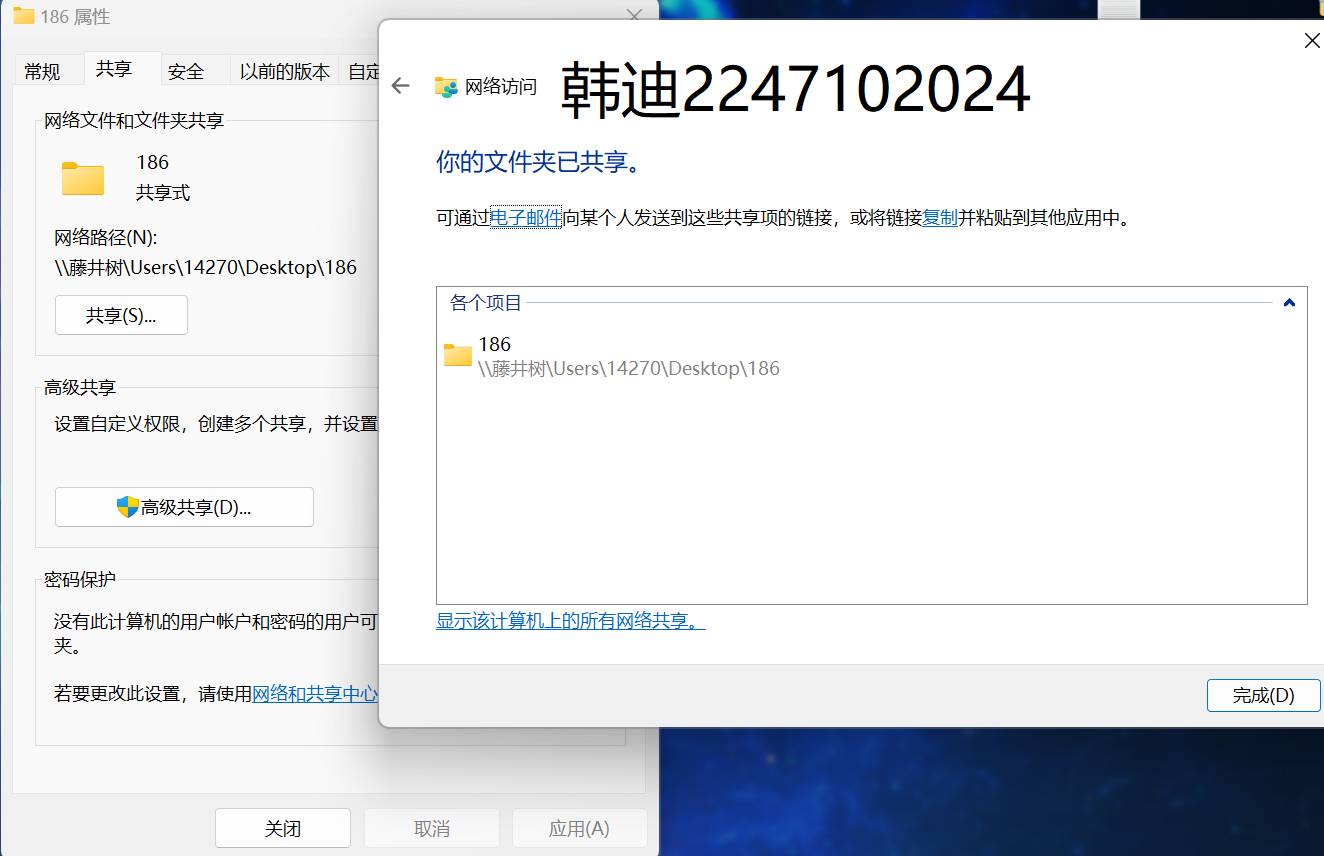 186 属性
常规
共享
安全
以前的版本
自定
网络文件和文件夹共享
186
共享式
网络路径(N):
\\藤井树\Users\14270\Desktop\186
共享(S)...
高级共享
设置自定义权限，创建多个共享，并设置
高级共享(D)...
密码保护
没有此计算机的用户帐户和密码的用户可
夹。
若要更改此设置，请使用网络和共享中心
关闭
取消
应用(A)
网络访问
韩迪2247102024
你的文件夹已共享。
可通过电子邮件向某个人发送到这些共享项的链接，或将链接复制并粘贴到其他应用中。
各个项目
186
\\藤井树\Users\14270\Desktop\186
显示该计算机上的所有网络共享。
完成(D)